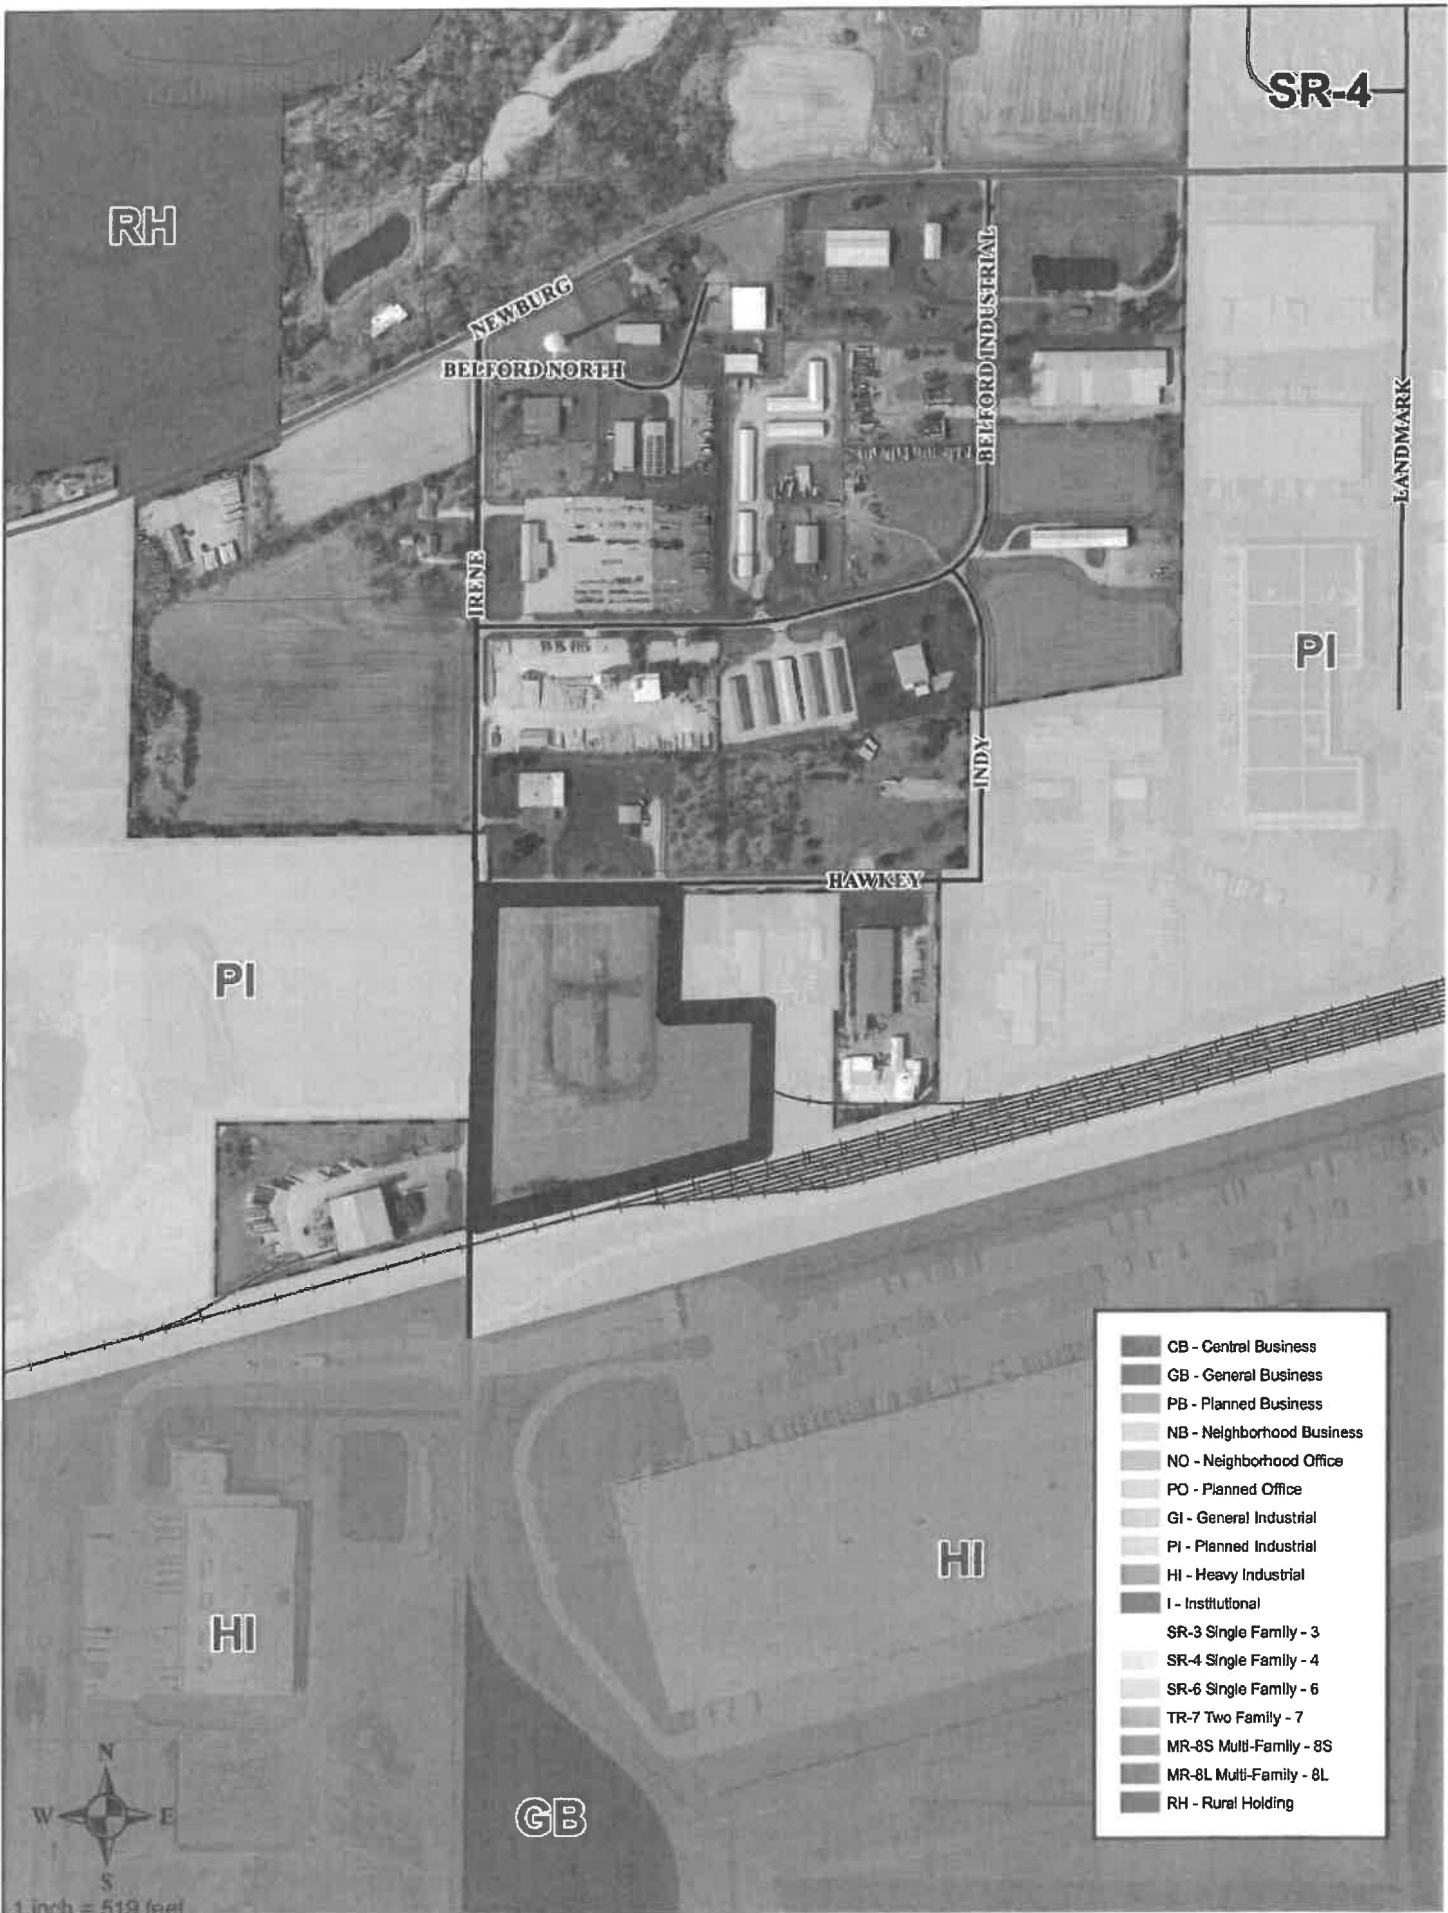 SR-4
RH
NEWBURG
BELFORD NORTH
BELFORD INDUSTRIAL
LANDMARK
IRENE
PI
INDY
HAWKEY
PI
HI
HI
GB
N
W E
S
1 inch = 519 feet
CB - Central Business
GB - General Business
PB - Planned Business
NB - Neighborhood Business
NO - Neighborhood Office
PO - Planned Office
GI - General Industrial
PI - Planned Industrial
HI - Heavy Industrial
I - Institutional
SR-3 Single Family - 3
SR-4 Single Family - 4
SR-6 Single Family - 6
TR-7 Two Family - 7
MR-8S Multi-Family - 8S
MR-8L Multi-Family - 8L
RH - Rural Holding